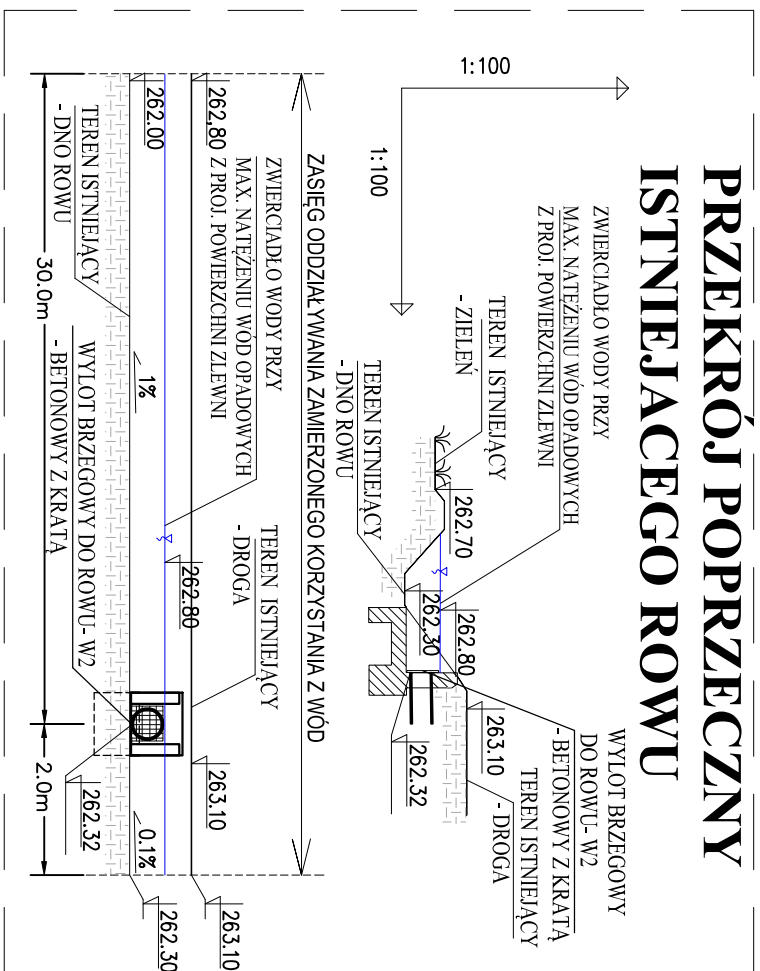 PRZEKRÓJ POPRZECZNY
ISTNIEJACEGO ROWU
1:100
1:100
ZWIERCIADŁO WODY PRZY
MAX. NATĘŻENIU WÓD OPADOWYCH
Z PROJ. POWIERZCHNI ZLEWNI
TEREN ISTNIEJĄCY
- ZIELEŃ
TEREN ISTNIEJĄCY
- DNO ROWU
262.70
262.30
262.80
263.10
262.32
WYLOT BRZEGOWY
DO ROWU- W2
- BETONOWY Z KRATĄ
TEREN ISTNIEJĄCY
- DROGA
ZASIĘG ODDZIAŁYWANIA ZAMIERZONEGO KORZYSTANIA Z WÓD
ZWIERCIADŁO WODY PRZY
MAX. NATĘŻENIU WÓD OPADOWYCH
Z PROJ. POWIERZCHNI ZLEWNI
TEREN ISTNIEJĄCY
- DROGA
262,80
262.00
262.80
263.10
263.10
1%
0.1%
262.30
262.32
TEREN ISTNIEJĄCY
- DNO ROWU
WYLOT BRZEGOWY DO ROWU- W2
- BETONOWY Z KRATĄ
30.0m
2.0m